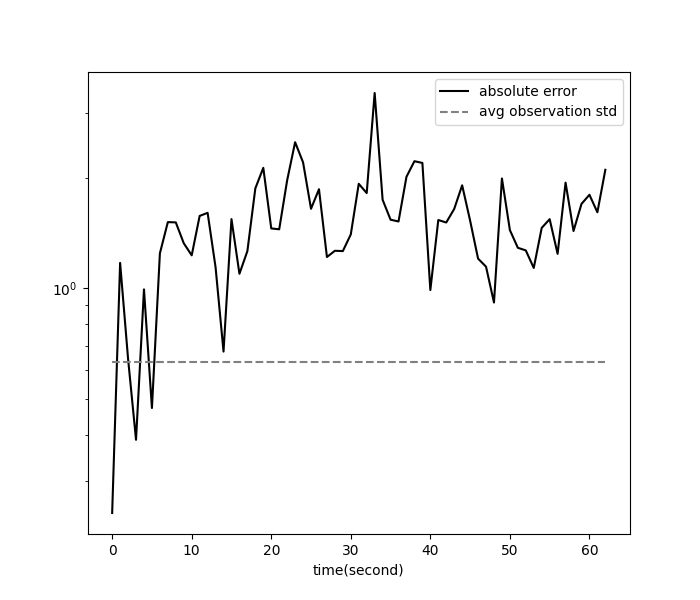 absolute error
avg observation std
10⁰
0 10 20 30 40 50 60
time(second)